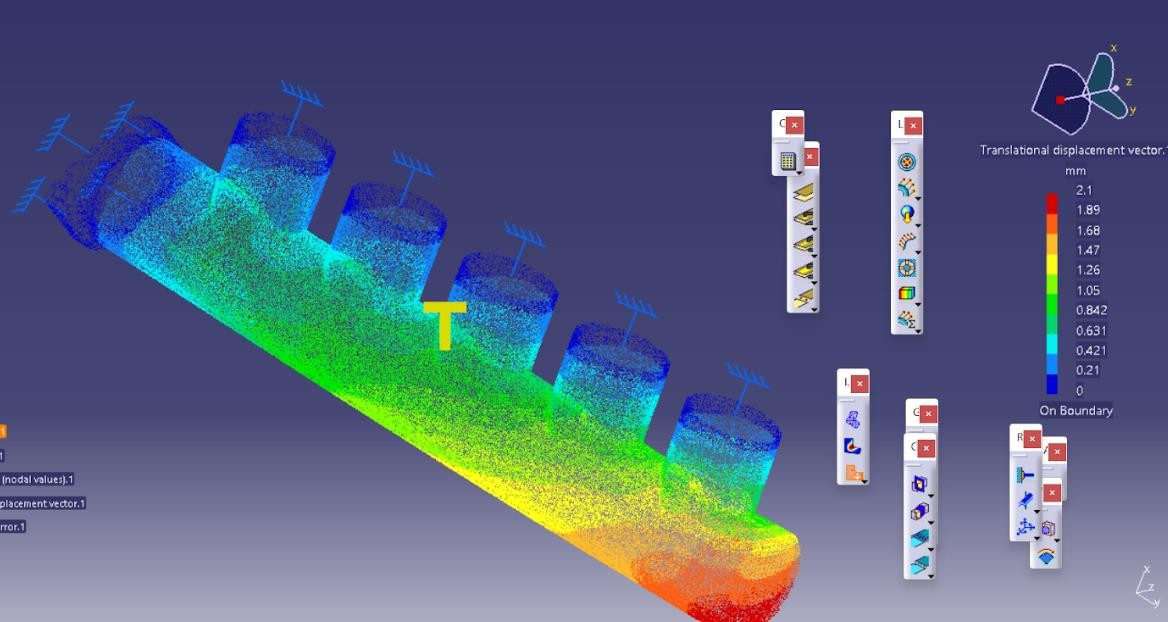 x
z
y
Translational displacement vector.1
mm
2.1
1.89
1.68
1.47
1.26
1.05
0.842
0.631
0.421
0.21
0
On Boundary
T
C
L
I.
G
C
R
A
1
(nodal values).1
placement vector.1
rror.1
x
z
y